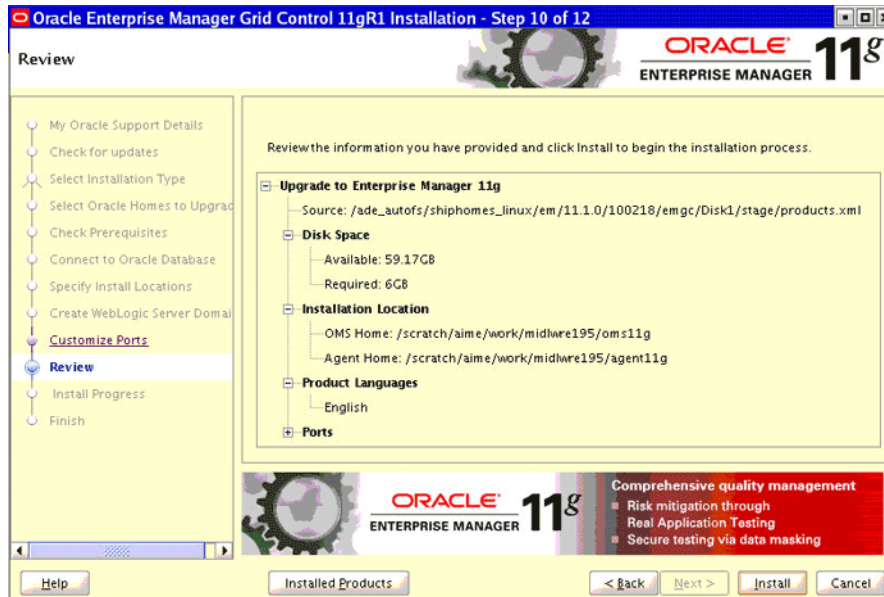 Oracle Enterprise Manager Grid Control 11gR1 Installation - Step 10 of 12
Review
ORACLE
ENTERPRISE MANAGER 11g
My Oracle Support Details
Check for updates
Select Installation Type
Select Oracle Homes to Upgrad
Check Prerequisites
Connect to Oracle Database
Specify Install Locations
Create WebLogic Server Domai
Customize Ports
Review
Install Progress
Finish
Review the information you have provided and click Install to begin the installation process.
Upgrade to Enterprise Manager 11g
Source: /ade_autofs/shiphomes_linux/em/11.1.0/100218/emgc/Disk1/stage/products.xml
Disk Space
Available: 59.17GB
Required: 6GB
Installation Location
OMS Home: /scratch/aime/work/midlwre195/oms11g
Agent Home: /scratch/aime/work/midlwre195/agent11g
Product Languages
English
Ports
ORACLE
ENTERPRISE MANAGER 11g
Comprehensive quality management
Risk mitigation through
Real Application Testing
Secure testing via data masking
Help
Installed Products
< Back
Next >
Install
Cancel